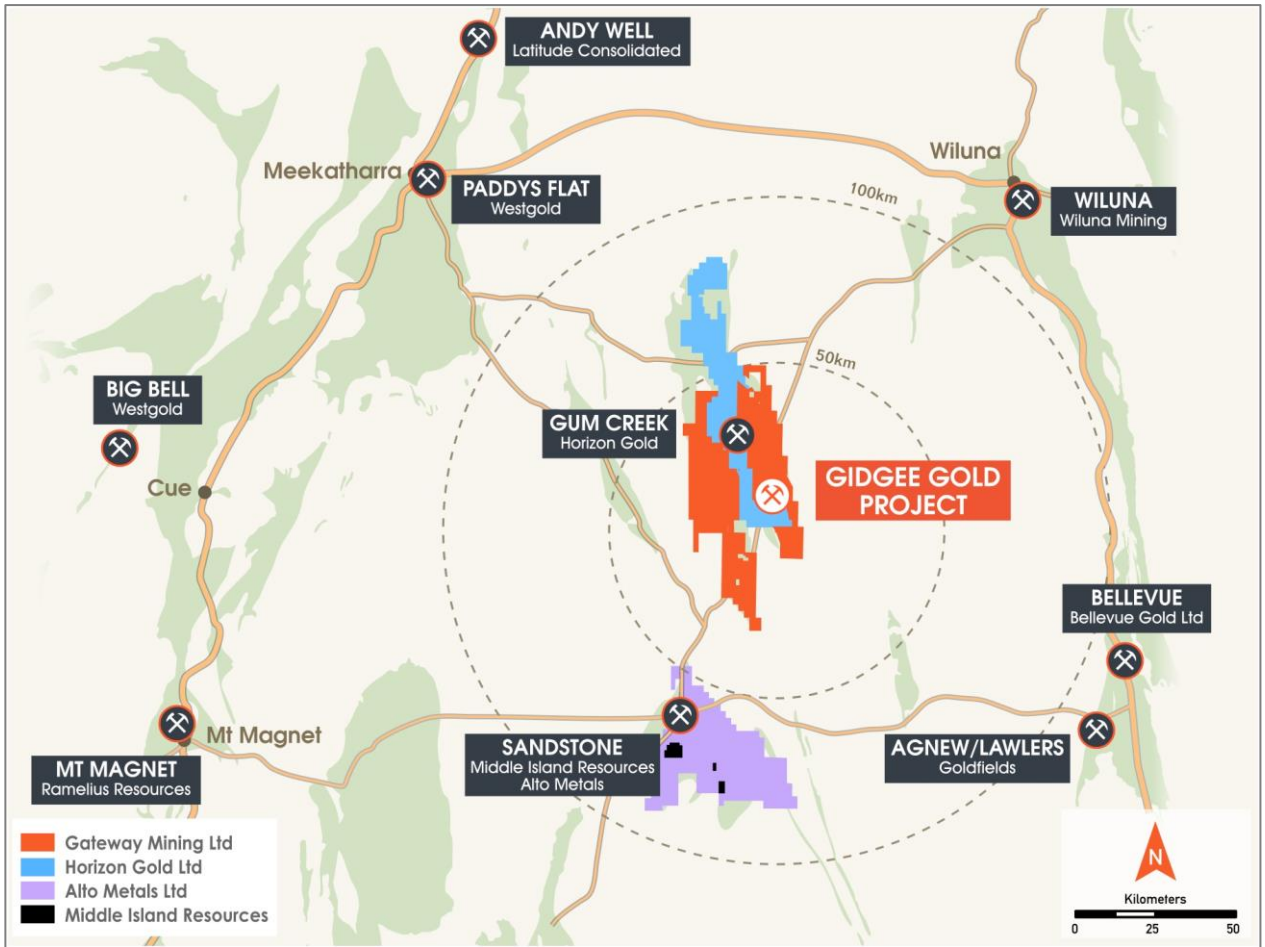 ANDY WELL
Latitude Consolidated
Meekatharra
Wiluna
100km
PADDYS FLAT
Westgold
WILUNA
Wiluna Mining
50km
BIG BELL
Westgold
GUM CREEK
Horizon Gold
GIDGEE GOLD
PROJECT
Cue
BELLEVUE
Bellevue Gold Ltd
Mt Magnet
MT MAGNET
Ramelius Resources
SANDSTONE
Middle Island Resources
Alto Metals
AGNEW/LAWLERS
Goldfields
Gateway Mining Ltd
Horizon Gold Ltd
Alto Metals Ltd
Middle Island Resources
N
Kilometers
0 25 50